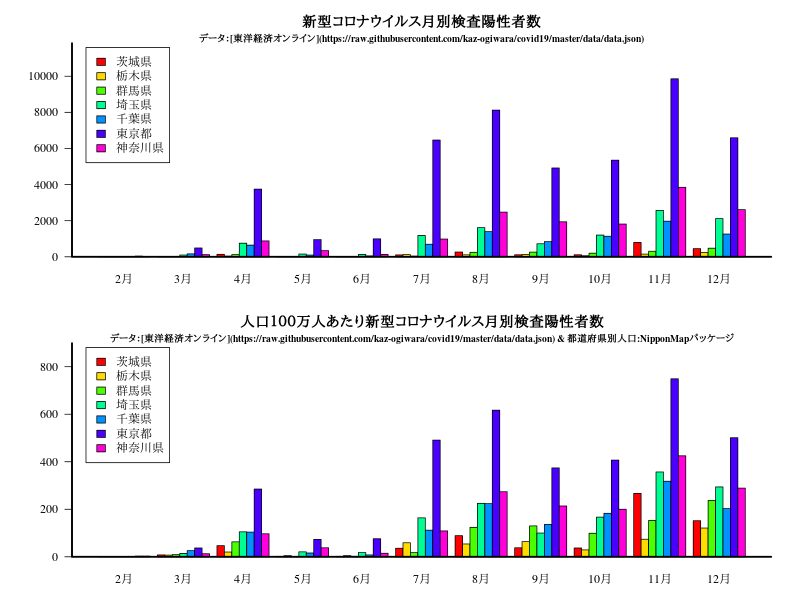 新型コロナウイルス月別検査陽性者数
データ：[東洋経済オンライン](https://raw.githubusercontent.com/kaz-ogiwara/covid19/master/data/data.json)
茨城県
栃木県
群馬県
埼玉県
千葉県
東京都
神奈川県
10000
8000
6000
4000
2000
0
2月 3月 4月 5月 6月 7月 8月 9月 10月 11月 12月
人口100万人あたり新型コロナウイルス月別検査陽性者数
データ：[東洋経済オンライン](https://raw.githubusercontent.com/kaz-ogiwara/covid19/master/data/data.json) & 都道府県別人口:NipponMapパッケージ
茨城県
栃木県
群馬県
埼玉県
千葉県
東京都
神奈川県
800
600
400
200
0
2月 3月 4月 5月 6月 7月 8月 9月 10月 11月 12月